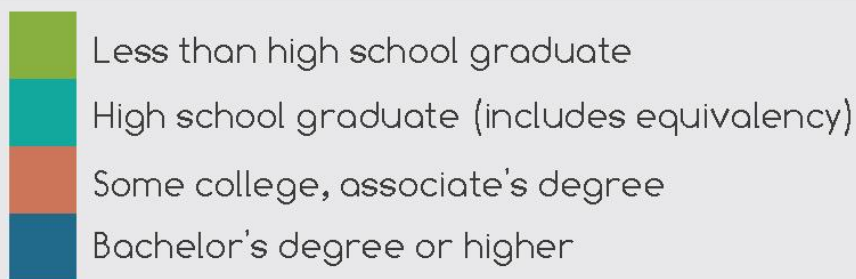 Less than high school graduate
High school graduate (includes equivalency)
Some college, associate's degree
Bachelor's degree or higher